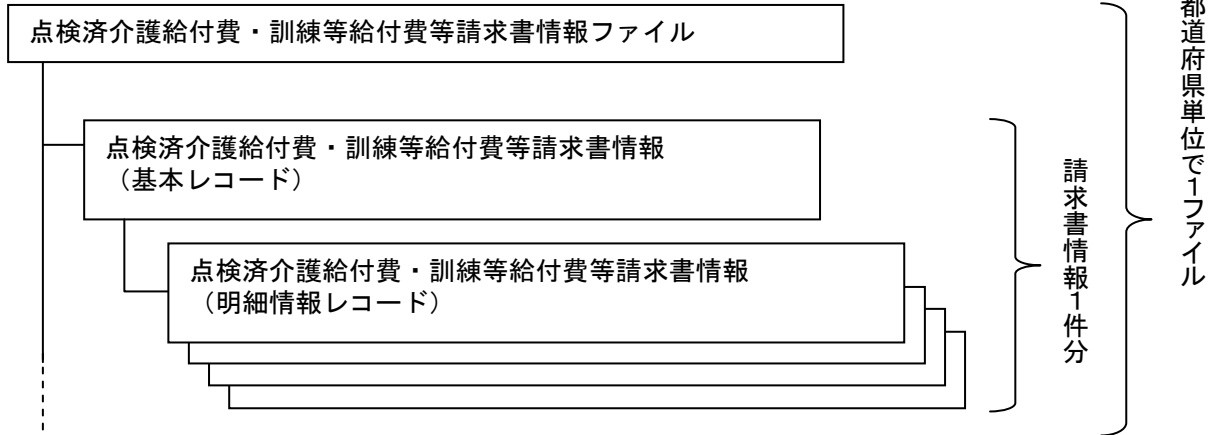 点検済介護給付費・訓練等給付費等請求書情報ファイル
点検済介護給付費・訓練等給付費等請求書情報
（基本レコード）
点検済介護給付費・訓練等給付費等請求書情報
（明細情報レコード）
請求書情報1件分
都道府県単位で1ファイル